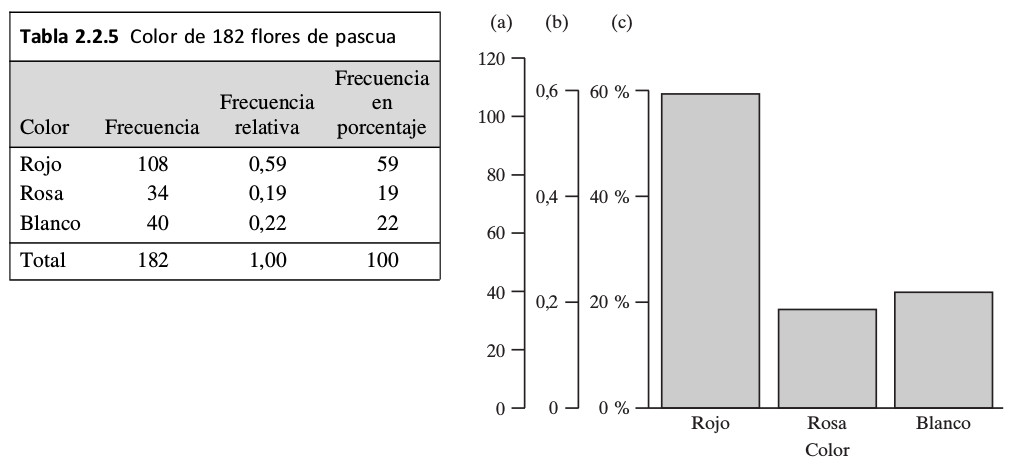 Tabla 2.2.5 Color de 182 flores de pascua
Color Frecuencia Frecuencia relativa Frecuencia en porcentaje
Rojo 108 0,59 59
Rosa 34 0,19 19
Blanco 40 0,22 22
Total 182 1,00 100
(a) (b) (c)
120
100
80
60
40
20
0
0,6
0,4
0,2
0
60 %
40 %
20 %
0 %
Rojo Rosa Blanco
Color